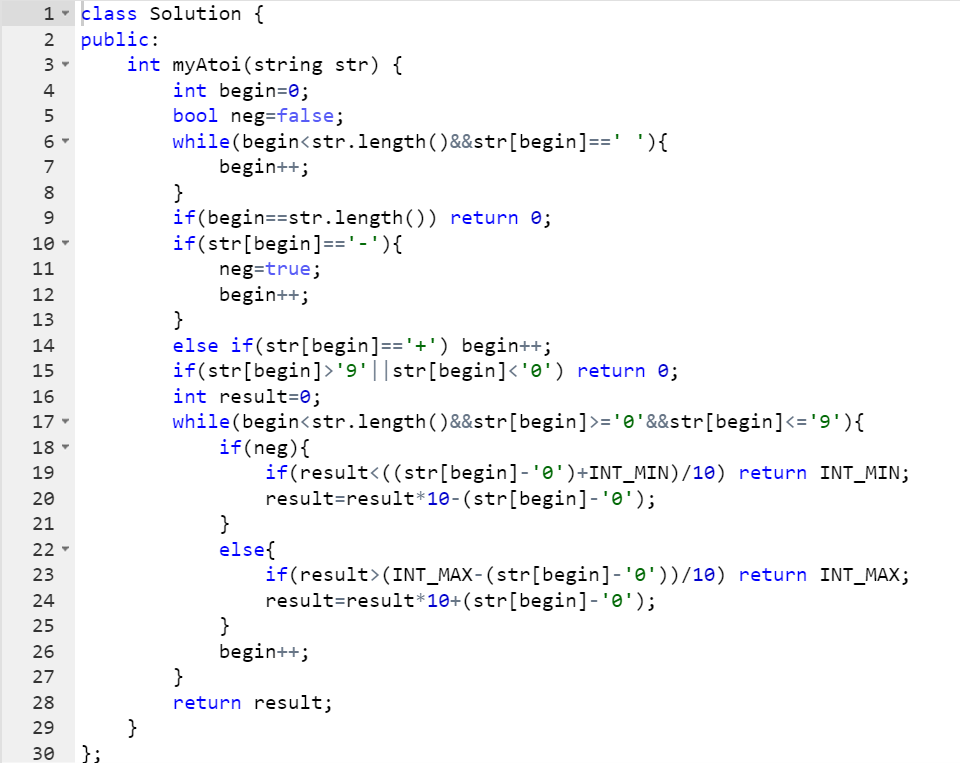 1 class Solution {
2 public:
3     int myAtoi(string str) {
4         int begin=0;
5         bool neg=false;
6         while(begin<str.length()&&str[begin]==' '){
7             begin++;
8         }
9         if(begin==str.length()) return 0;
10         if(str[begin]=='-'){
11             neg=true;
12             begin++;
13         }
14         else if(str[begin]=='+') begin++;
15         if(str[begin]>'9'||str[begin]<'0') return 0;
16         int result=0;
17         while(begin<str.length()&&str[begin]>='0'&&str[begin]<='9'){
18             if(neg){
19                 if(result<((str[begin]-'0')+INT_MIN)/10) return INT_MIN;
20                 result=result*10-(str[begin]-'0');
21             }
22             else{
23                 if(result>(INT_MAX-(str[begin]-'0'))/10) return INT_MAX;
24                 result=result*10+(str[begin]-'0');
25             }
26             begin++;
27         }
28         return result;
29     }
30 };